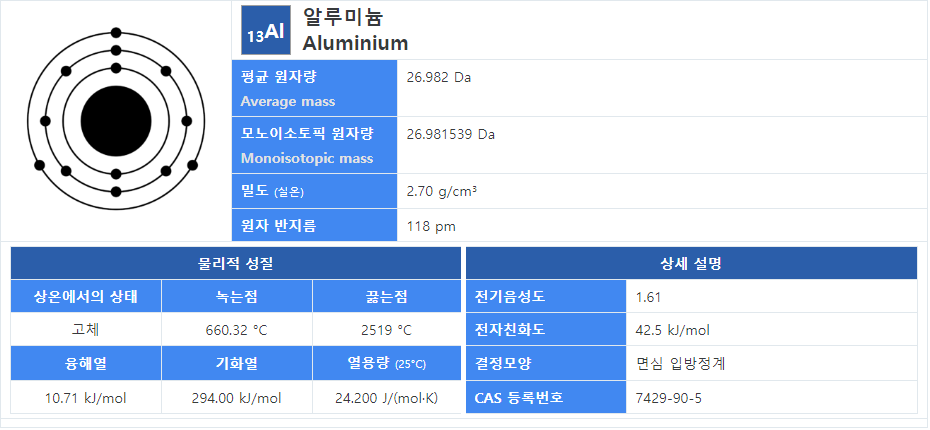 13Al
알루미늄
Aluminium
평균 원자량
Average mass
26.982 Da
모노이소토픽 원자량
Monoisotopic mass
26.981539 Da
밀도 (실온)
2.70 g/cm³
원자 반지름
118 pm
물리적 성질
상온에서의 상태
녹는점
끓는점
고체
660.32 °C
2519 °C
융해열
기화열
열용량 (25°C)
10.71 kJ/mol
294.00 kJ/mol
24.200 J/(mol·K)
상세 설명
전기음성도
1.61
전자친화도
42.5 kJ/mol
결정모양
면심 입방정계
CAS 등록번호
7429-90-5